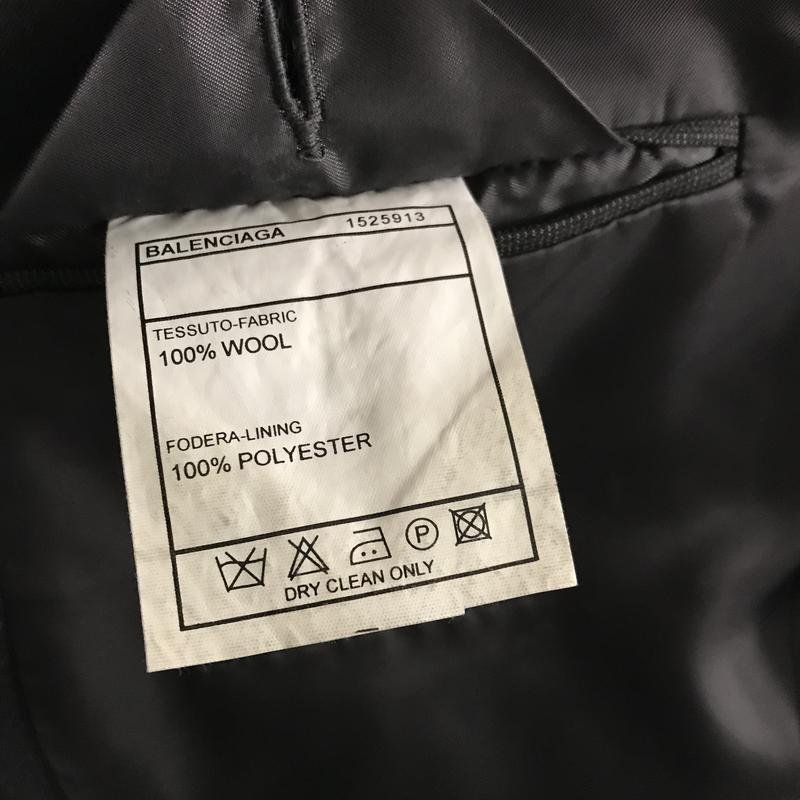 BALENCIAGA 1525913
TESSUTO-FABRIC
100% WOOL
FODERA-LINING
100% POLYESTER
P
DRY CLEAN ONLY